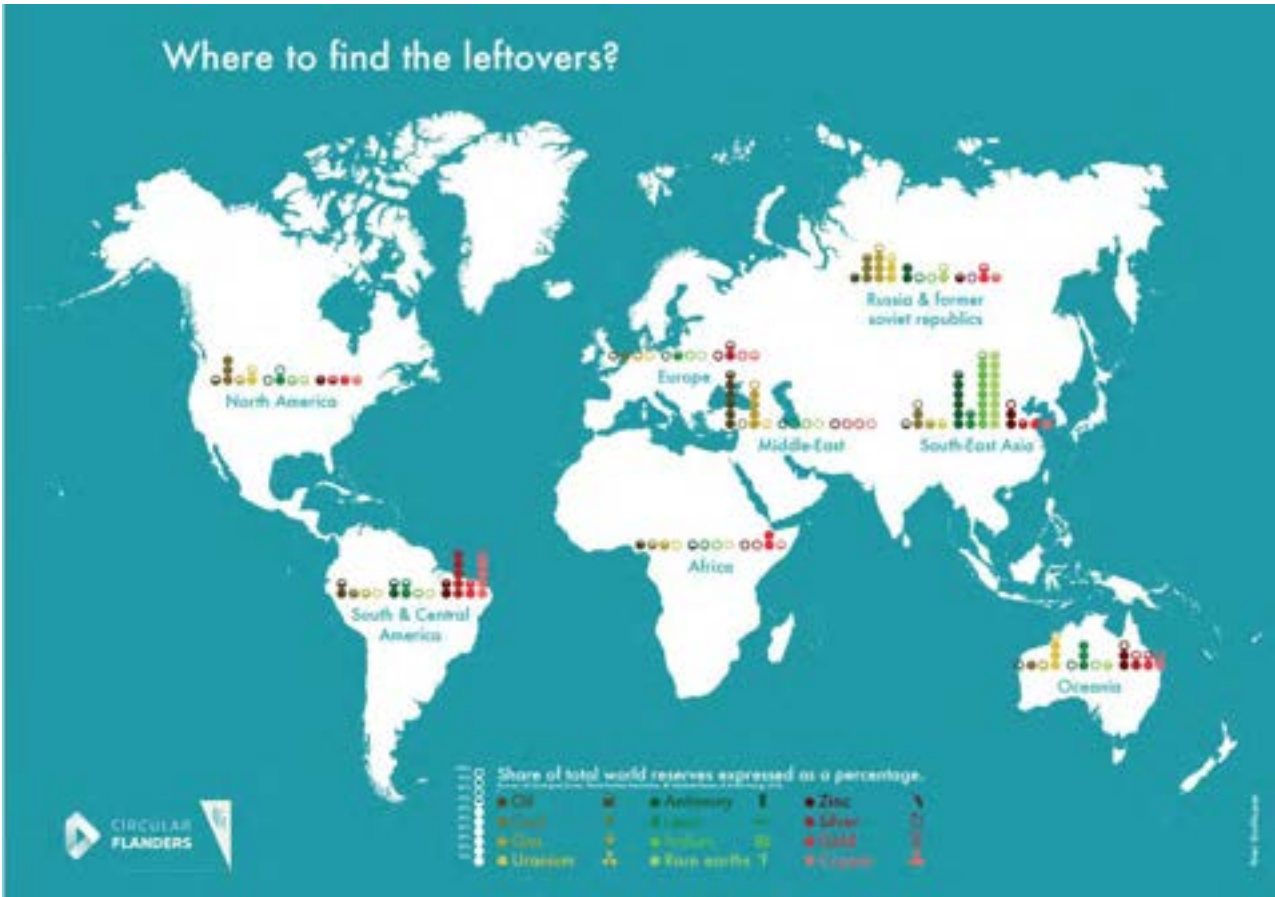 Where to find the leftovers?
Russia & former
soviet republics
Europe
North America
Middle-East
South-East Asia
Africa
South & Central
America
Oceania
Share of total world reserves expressed as a percentage.
Oil
Antimony
Zinc
Silver
Gas
Indium
Gold
Uranium
Rare earths
Copper
CIRCULAR
FLANDERS